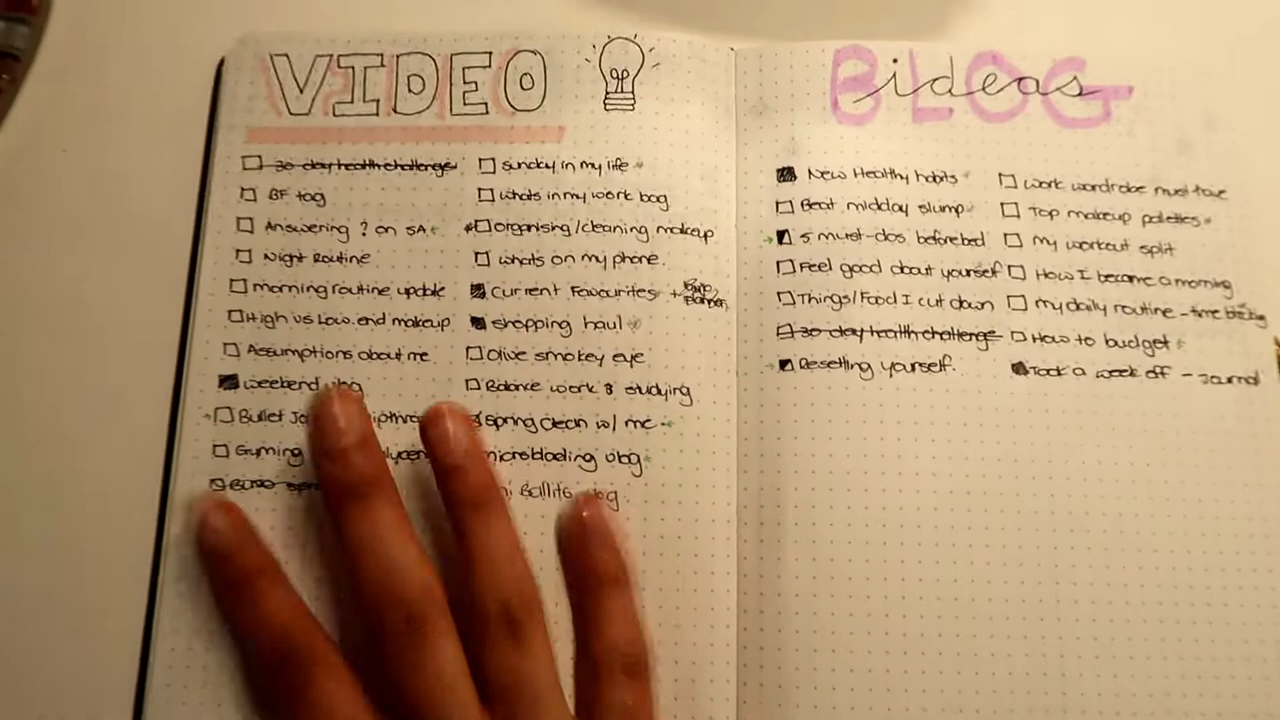 VIDEO
30 day health challenge
BF tag
Answering ? on SA
Night Routine
morning routine update
High vs Low end makeup
Assumptions about me
weekend vlog
Bullet
Gyming
sunday in my life
whats in my work bag
organising/cleaning makeup
whats on my phone.
Current Favourites +
shopping haul
Olive smokey eye
Balance work & studying
spring clean w/ me
microblading vlog
Ballito vlog
BLOG ideas
New Healthy habits
Beat midday slump
5 must-dos before bed
Feel good about yourself
Things/Food I cut down
30 day health challenge
Resetting yourself.
work wardrobe must have
Top makeup palettes
my workout split
How I became a morning
my daily routine - time
How to budget
Took a week off - Journal